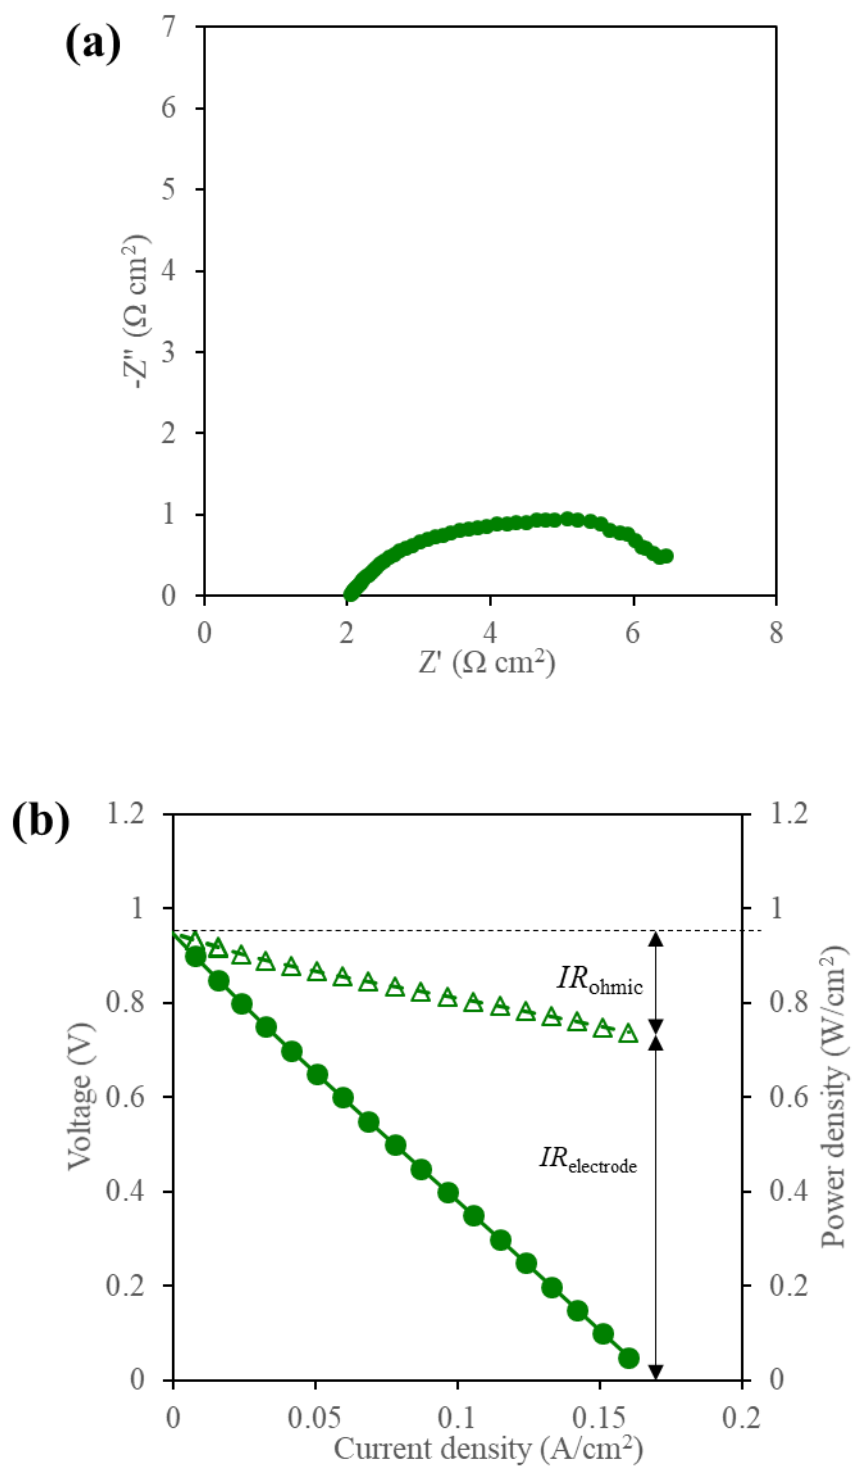 (a)
7
6
5
4
3
2
1
0
-Z" (Ω cm²)
0 2 4 6 8
Z' (Ω cm²)
(b)
1.2
1
0.8
0.6
0.4
0.2
0
Voltage (V)
IRohmic
IRelectrode
1.2
1
0.8
0.6
0.4
0.2
0
Power density (W/cm²)
0 0.05 0.1 0.15 0.2
Current density (A/cm²)